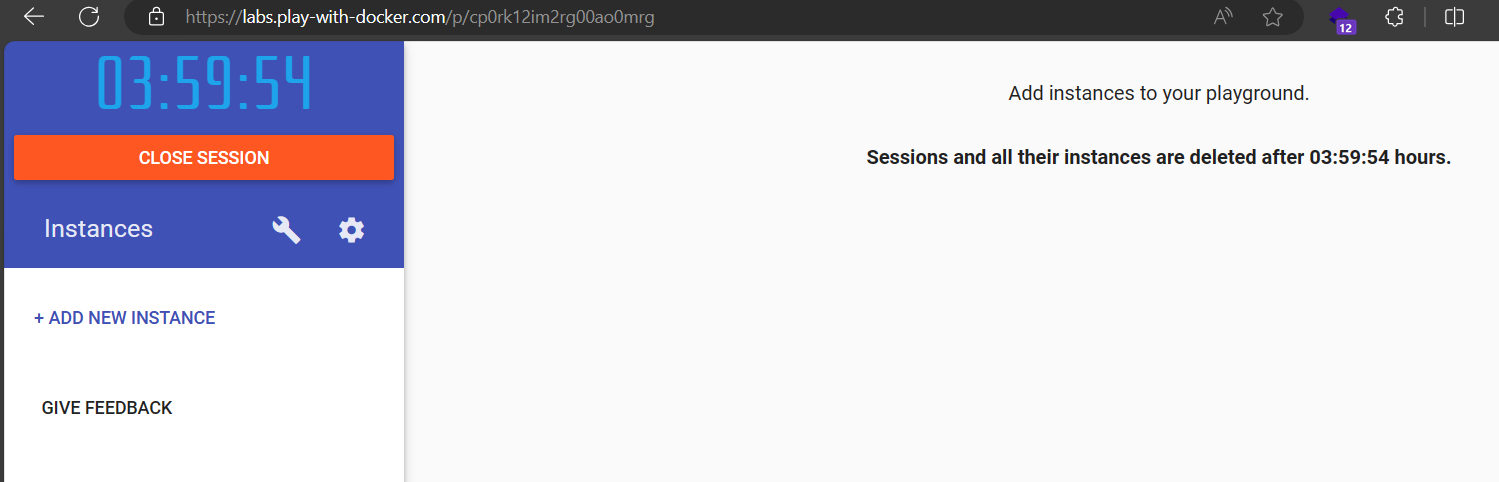 https://labs.play-with-docker.com/p/cp0rk12im2rg00ao0mrg
A
12
03:59:54
CLOSE SESSION
Instances
+ ADD NEW INSTANCE
GIVE FEEDBACK
Add instances to your playground.
Sessions and all their instances are deleted after 03:59:54 hours.